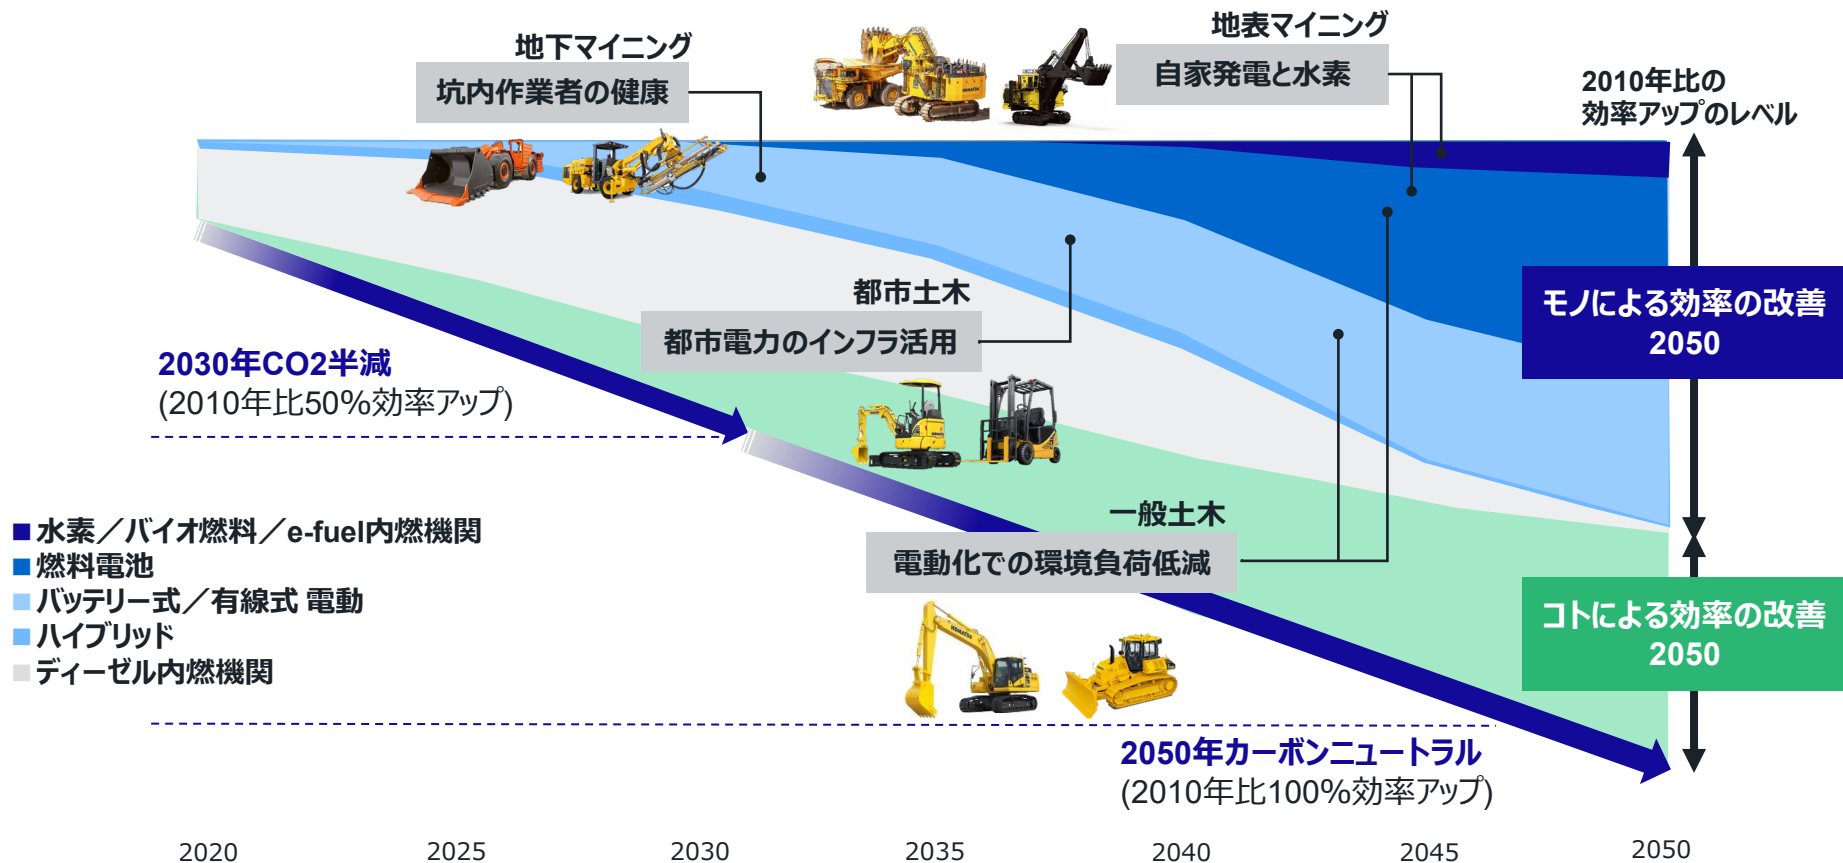 地下マイニング
坑内作業者の健康
地表マイニング
自家発電と水素
2010年比の
効率アップのレベル
都市土木
都市電力のインフラ活用
モノによる効率の改善
2050
2030年CO2半減
(2010年比50%効率アップ)
一般土木
電動化での環境負荷低減
コトによる効率の改善
2050
水素／バイオ燃料／e-fuel内燃機関
燃料電池
バッテリー式／有線式 電動
ハイブリッド
ディーゼル内燃機関
2050年カーボンニュートラル
(2010年比100%効率アップ)
2020 2025 2030 2035 2040 2045 2050
KOMATSU